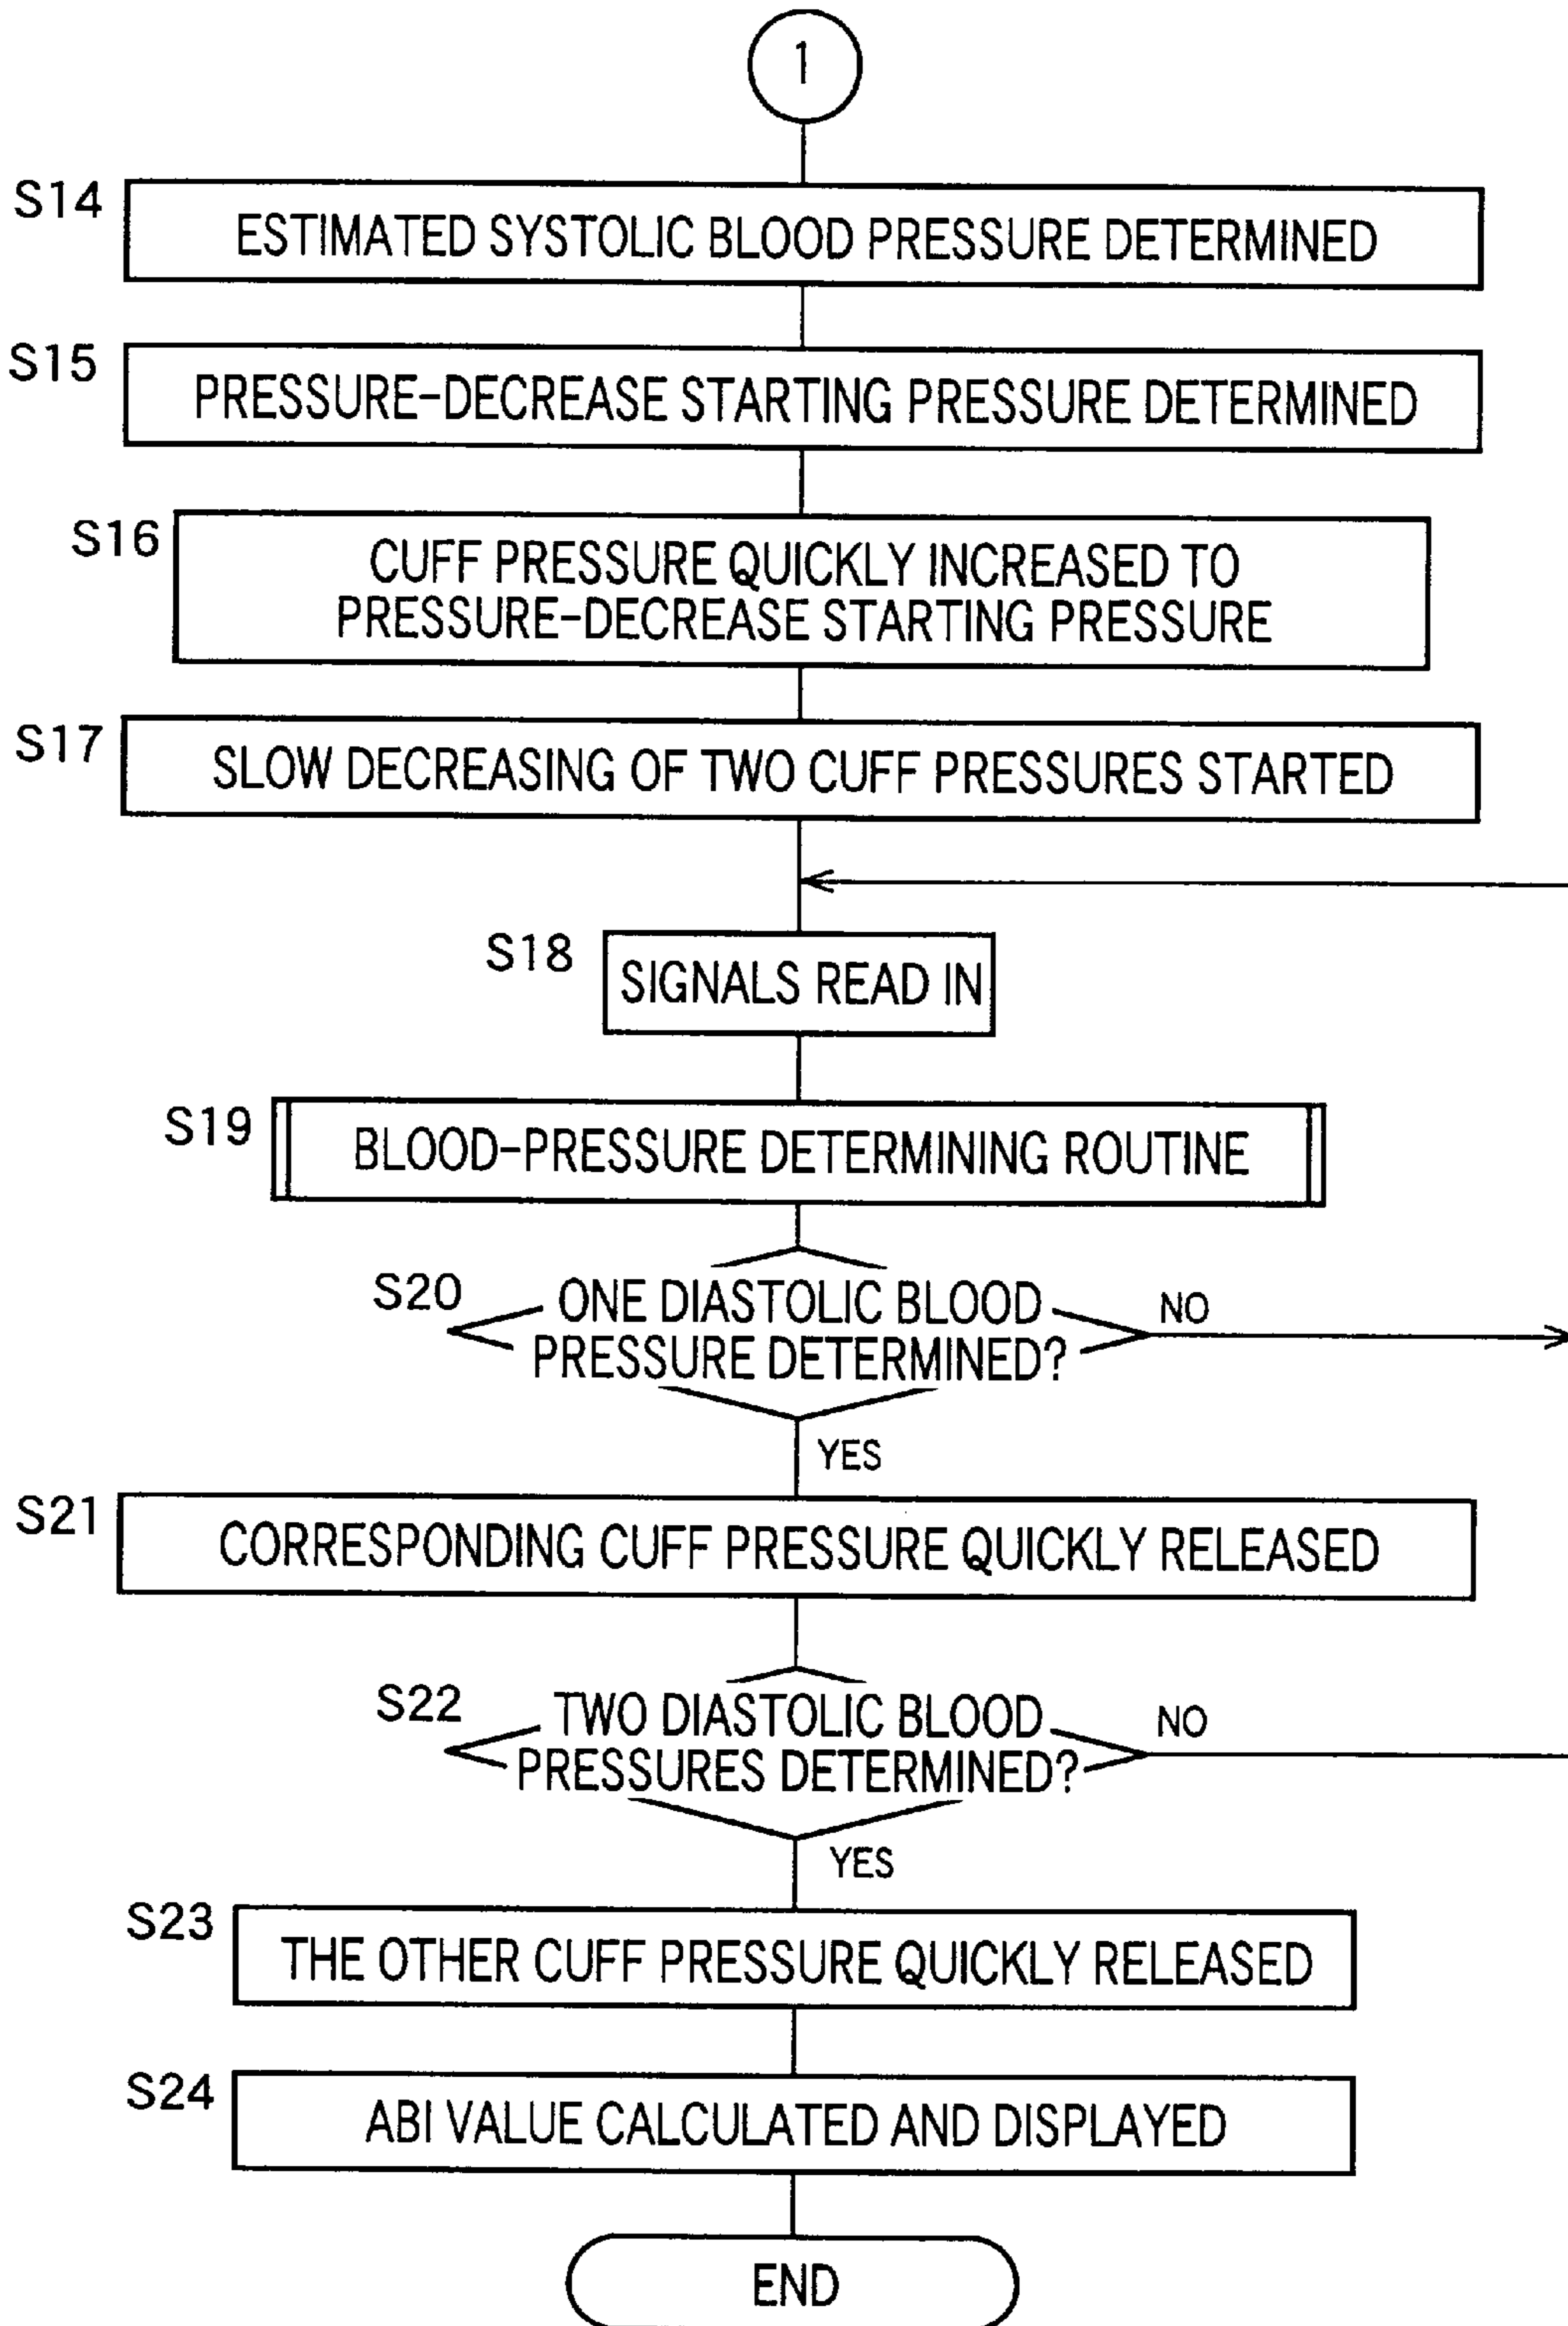 1
S14
ESTIMATED SYSTOLIC BLOOD PRESSURE DETERMINED
S15
PRESSURE-DECREASE STARTING PRESSURE DETERMINED
S16
CUFF PRESSURE QUICKLY INCREASED TO
PRESSURE-DECREASE STARTING PRESSURE
S17
SLOW DECREASING OF TWO CUFF PRESSURES STARTED
S18
SIGNALS READ IN
S19
BLOOD-PRESSURE DETERMINING ROUTINE
S20
ONE DIASTOLIC BLOOD
PRESSURE DETERMINED?
NO
YES
S21
CORRESPONDING CUFF PRESSURE QUICKLY RELEASED
S22
TWO DIASTOLIC BLOOD
PRESSURES DETERMINED?
NO
YES
S23
THE OTHER CUFF PRESSURE QUICKLY RELEASED
S24
ABI VALUE CALCULATED AND DISPLAYED
END